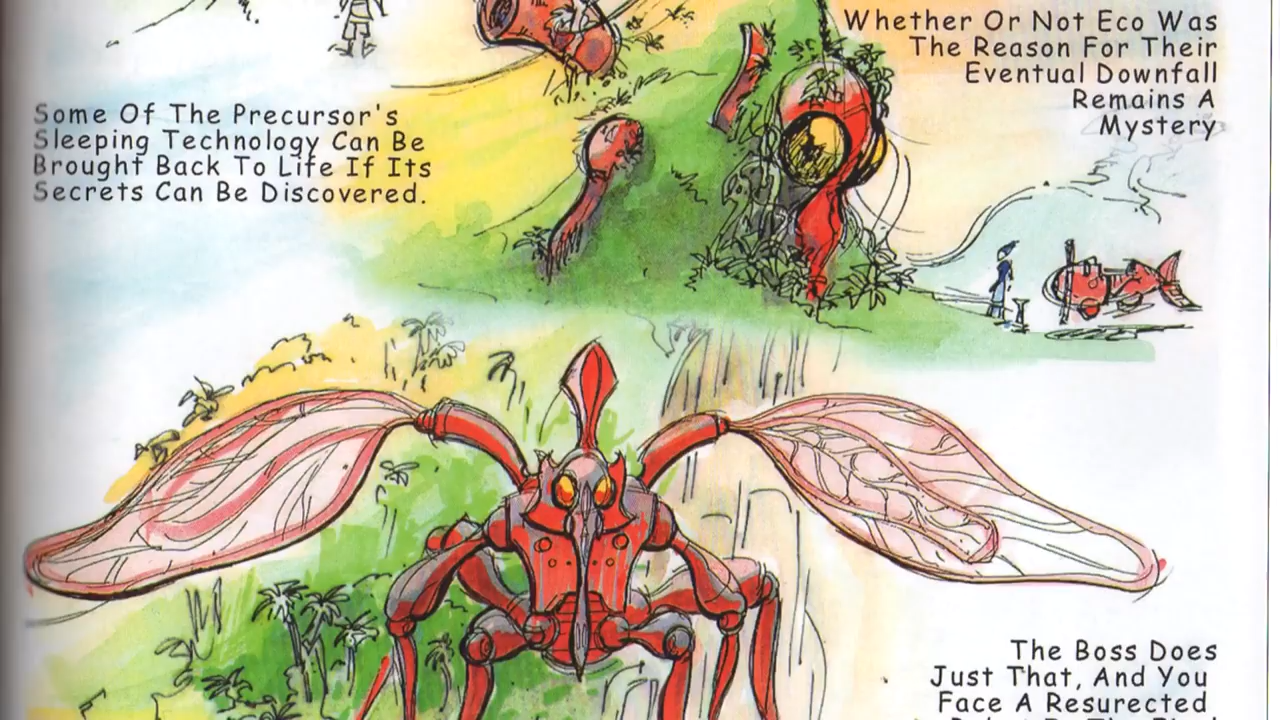 Whether Or Not Eco Was
The Reason For Their
Eventual Downfall
Remains A
Mystery
Some Of The Precursor's
Sleeping Technology Can Be
Brought Back To Life If Its
Secrets Can Be Discovered.
The Boss Does
Just That, And You
Face A Resurected